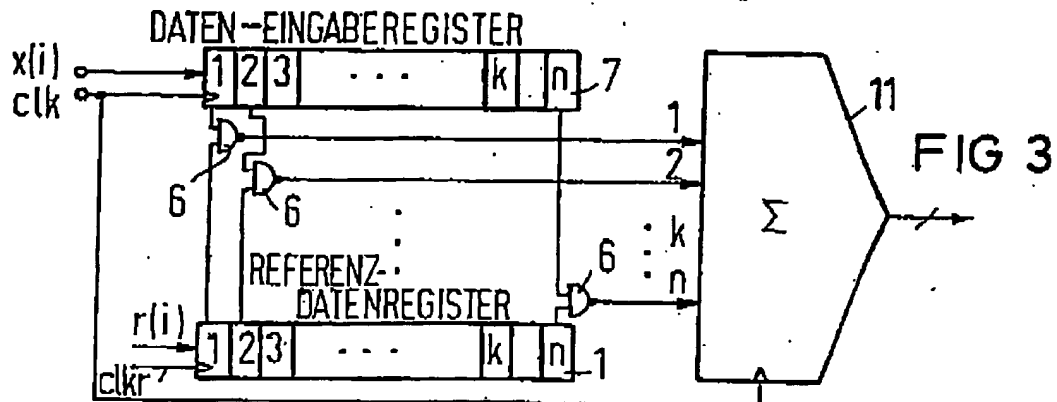 DATEN-EINGABEREGISTER
x(i)
clk
1 2 3 ... k n
7
11
1
2
6
6
Σ
FIG 3
k
n
6
REFERENZ-
DATENREGISTER
r(i)
clkr
1 2 3 ... k n
1